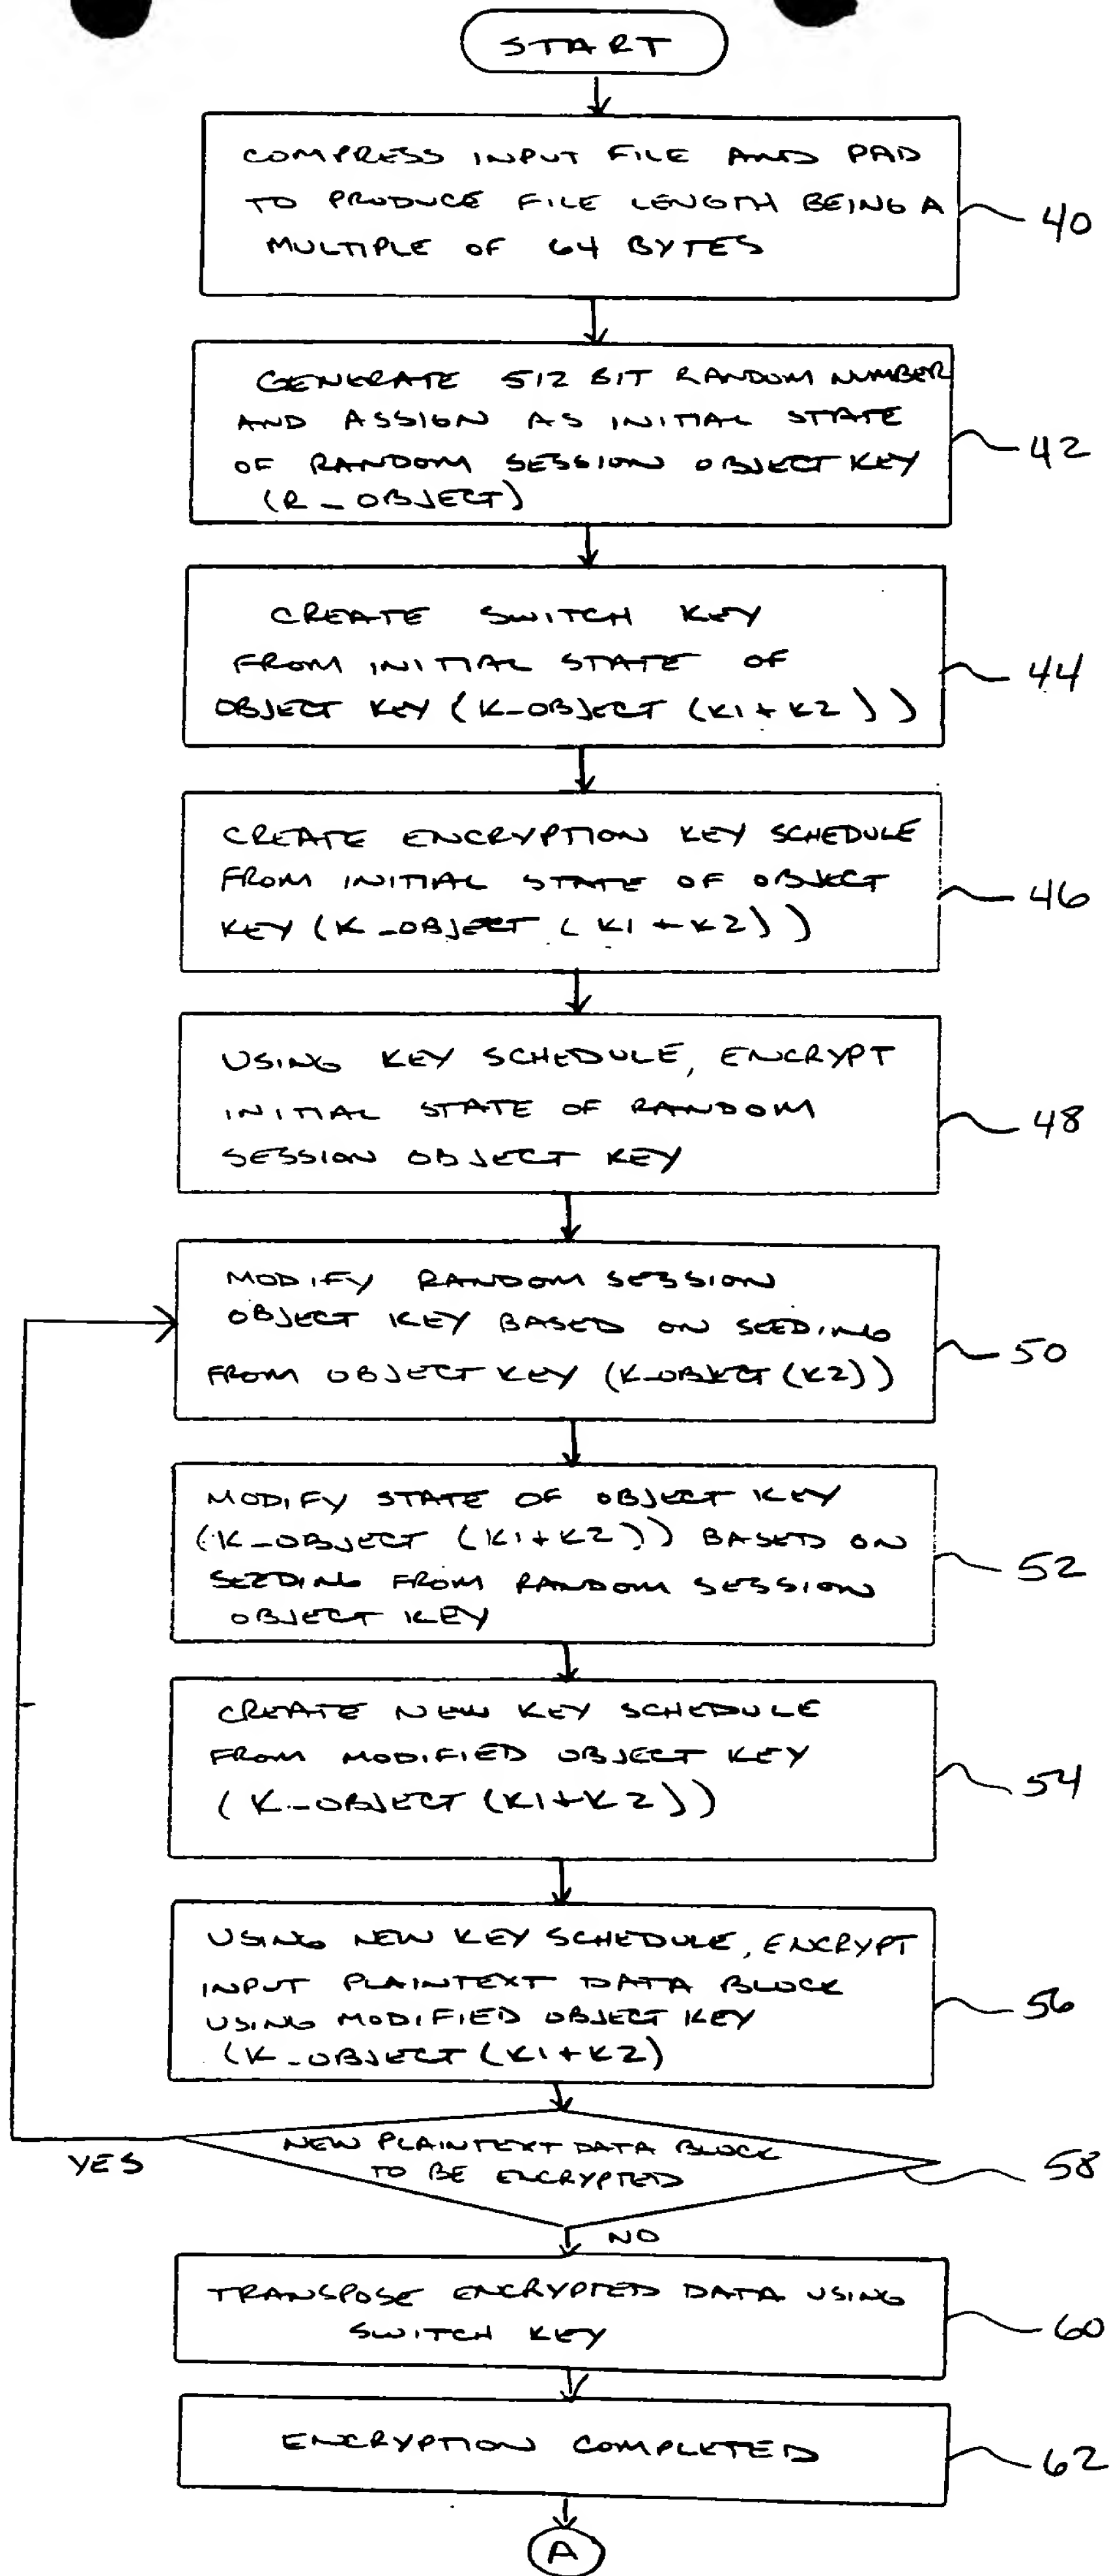 START
COMPRESS INPUT FILE AND PAD
TO PRODUCE FILE LENGTH BEING A
MULTIPLE OF 64 BYTES
40
GENERATE 512 BIT RANDOM NUMBER
AND ASSIGN AS INITIAL STATE
OF RANDOM SESSION OBJECT KEY
(R_OBJECT)
42
CREATE SWITCH KEY
FROM INITIAL STATE OF
OBJECT KEY (K_OBJECT (K1+K2))
44
CREATE ENCRYPTION KEY SCHEDULE
FROM INITIAL STATE OF OBJECT
KEY (K_OBJECT (K1+K2))
46
USING KEY SCHEDULE, ENCRYPT
INITIAL STATE OF RANDOM
SESSION OBJECT KEY
48
MODIFY RANDOM SESSION
OBJECT KEY BASED ON SEEDING
FROM OBJECT KEY (K_OBJECT (K2))
50
MODIFY STATE OF OBJECT KEY
(K_OBJECT (K1+K2)) BASED ON
SEEDING FROM RANDOM SESSION
OBJECT KEY
52
CREATE NEW KEY SCHEDULE
FROM MODIFIED OBJECT KEY
(K_OBJECT (K1+K2))
54
USING NEW KEY SCHEDULE, ENCRYPT
INPUT PLAINTEXT DATA BLOCK
USING MODIFIED OBJECT KEY
(K_OBJECT (K1+K2)
56
NEW PLAINTEXT DATA BLOCK
TO BE ENCRYPTED
58
YES
NO
TRANSPOSE ENCRYPTED DATA USING
SWITCH KEY
60
ENCRYPTION COMPLETED
62
A